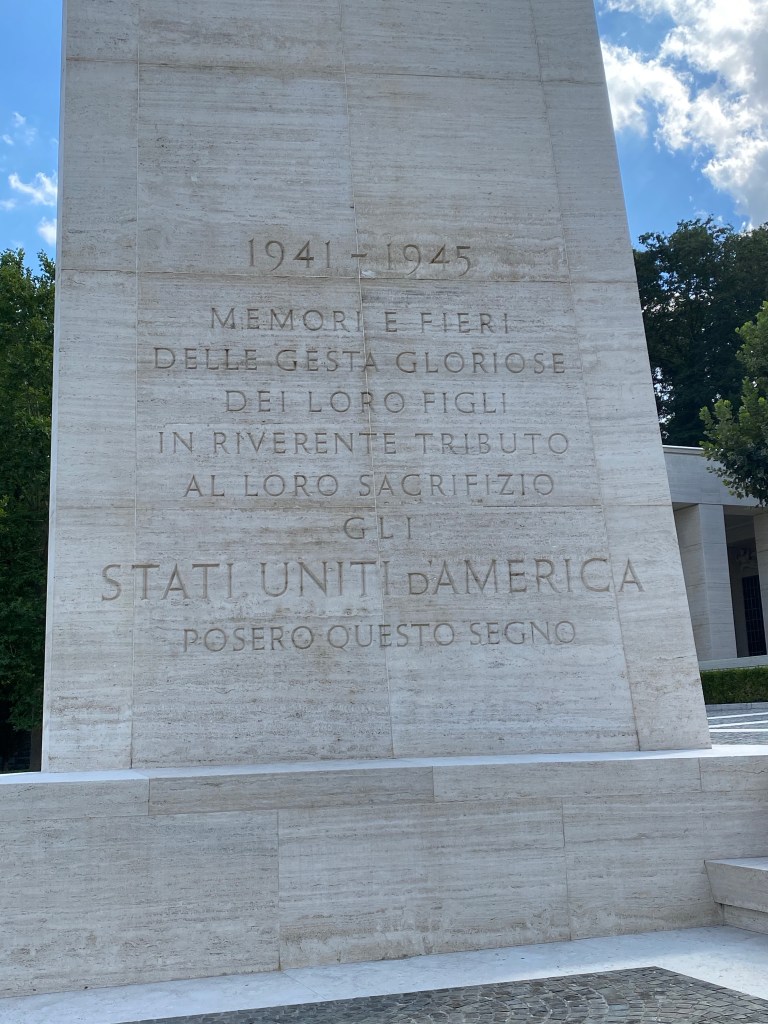 1941 - 1945
MEMORI E FIERI
DELLE GESTA GLORIOSE
DEI LORO FIGLI
IN RIVERENTE TRIBUTO
AL LORO SACRIFIZIO
GLI
STATI UNITI D'AMERICA
POSERO QUESTO SEGNO